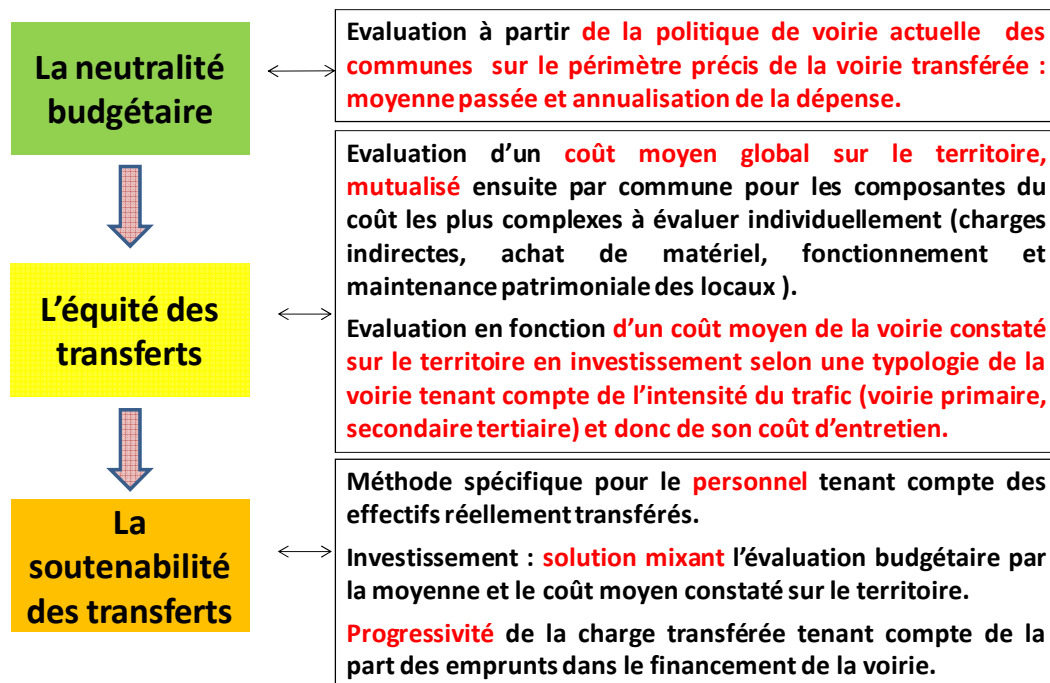 La neutralité
budgétaire
Evaluation à partir de la politique de voirie actuelle des
communes sur le périmètre précis de la voirie transférée :
moyenne passée et annualisation de la dépense.
L'équité des
transferts
Evaluation d'un coût moyen global sur le territoire,
mutualisé ensuite par commune pour les composantes du
coût les plus complexes à évaluer individuellement (charges
indirectes, achat de matériel, fonctionnement et
maintenance patrimoniale des locaux ).
Evaluation en fonction d'un coût moyen de la voirie constaté
sur le territoire en investissement selon une typologie de la
voirie tenant compte de l'intensité du trafic (voirie primaire,
secondaire tertiaire) et donc de son coût d'entretien.
La
soutenabilité
des transferts
Méthode spécifique pour le personnel tenant compte des
effectifs réellement transférés.
Investissement : solution mixant l'évaluation budgétaire par
la moyenne et le coût moyen constaté sur le territoire.
Progressivité de la charge transférée tenant compte de la
part des emprunts dans le financement de la voirie.